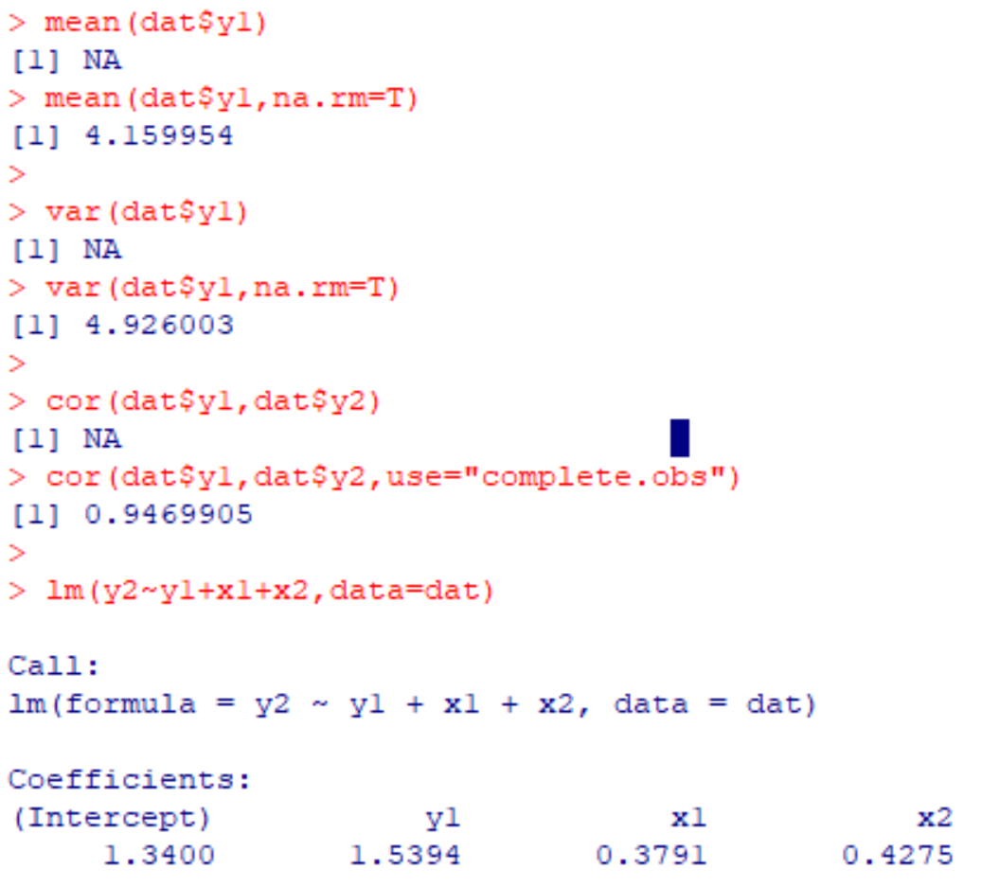 > mean(dat$y1)
[1] NA
> mean(dat$y1,na.rm=T)
[1] 4.159954
>
> var(dat$y1)
[1] NA
> var(dat$y1,na.rm=T)
[1] 4.926003
>
> cor(dat$y1,dat$y2)
[1] NA
> cor(dat$y1,dat$y2,use="complete.obs")
[1] 0.9469905
>
> lm(y2~y1+x1+x2,data=dat)
Call:
lm(formula = y2 ~ y1 + x1 + x2, data = dat)
Coefficients:
(Intercept) y1 x1 x2
1.3400 1.5394 0.3791 0.4275